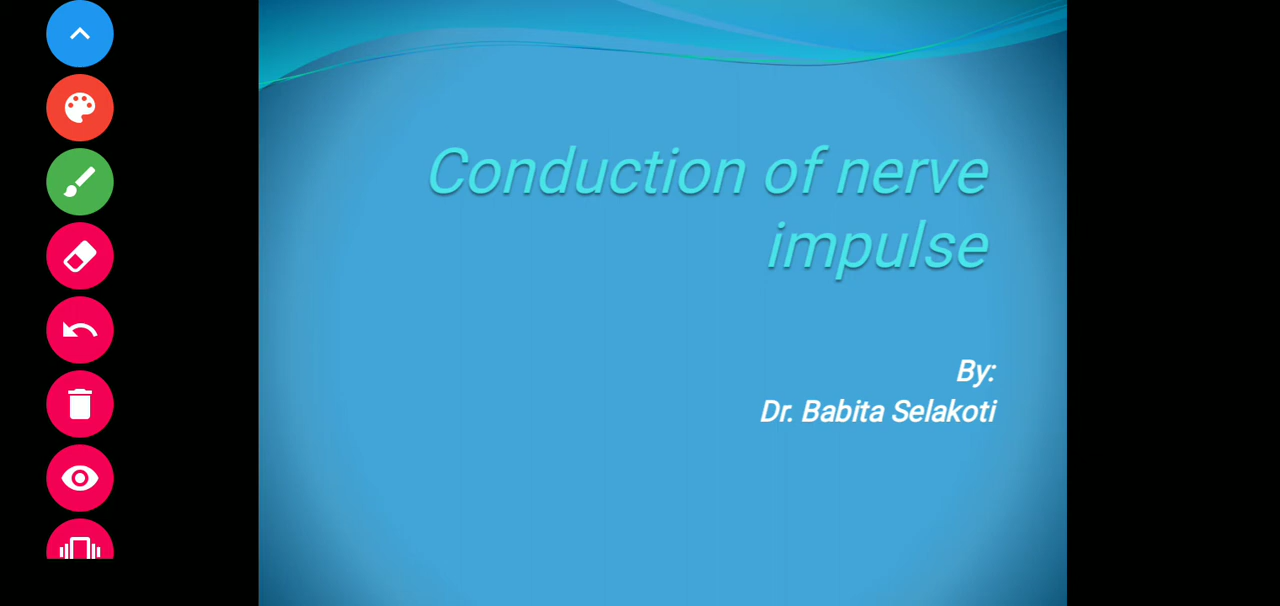 Conduction of nerve
impulse
By:
Dr. Babita Selakoti